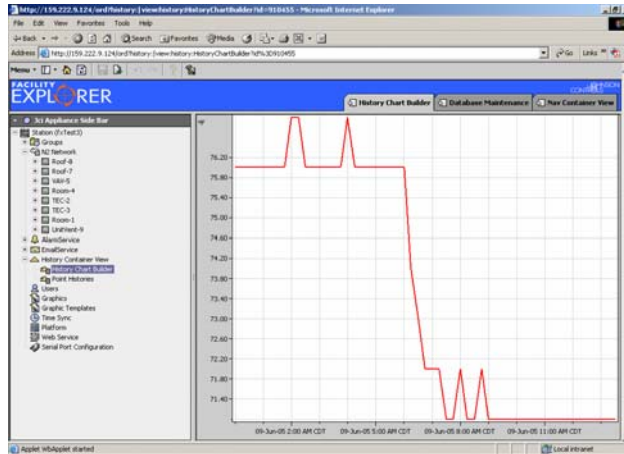 http://159.222.9.124/ord?history:|view:history:HistoryChartBuilder?id=910455 - Microsoft Internet Explorer
File Edit View Favorites Tools Help
Back Search Favorites Media
Address http://159.222.9.124/ord?history:|view:history:HistoryChartBuilder?id%3D910455 Go Links
Menu
FACILITY
EXPLORER
JOHNSON
CONTROLS
History Chart Builder Database Maintenance Nav Container View
Jci Appliance Side Bar
Station (fxTest3)
Groups
N2 Network
Roof-8
Roof-7
VAV-5
Room-4
TEC-2
TEC-3
Room-1
UnitVent-9
AlarmService
EmailService
History Container View
History Chart Builder
Point Histories
Users
Graphics
Graphic Templates
Time Sync
Platform
Web Service
Serial Port Configuration
76.20
75.80
75.40
75.00
74.60
74.20
73.80
73.40
73.00
72.60
72.20
71.80
71.40
09-Jun-05 2:00 AM CDT 09-Jun-05 5:00 AM CDT 09-Jun-05 8:00 AM CDT 09-Jun-05 11:00 AM CDT
Applet WbApplet started Local intranet